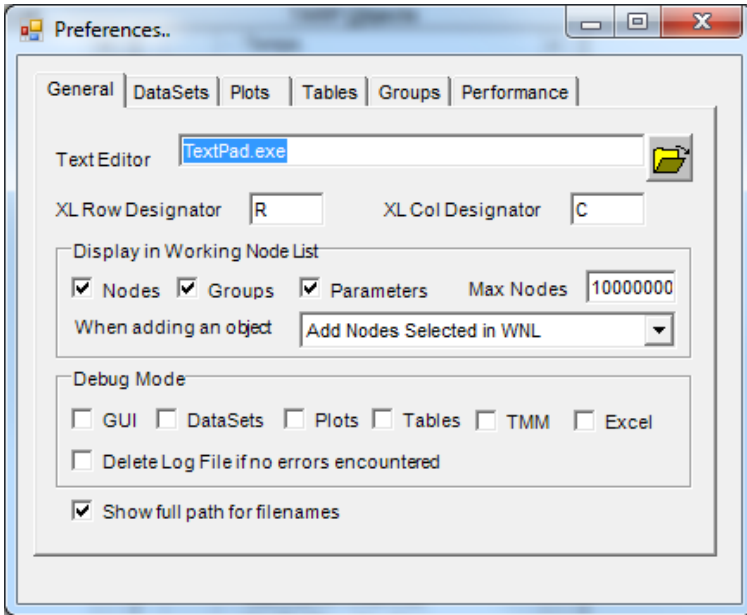 Preferences..
General DataSets Plots Tables Groups Performance
Text Editor TextPad.exe
XL Row Designator R XL Col Designator C
Display in Working Node List
Nodes Groups Parameters Max Nodes 10000000
When adding an object Add Nodes Selected in WNL
Debug Mode
GUI DataSets Plots Tables TMM Excel
Delete Log File if no errors encountered
Show full path for filenames